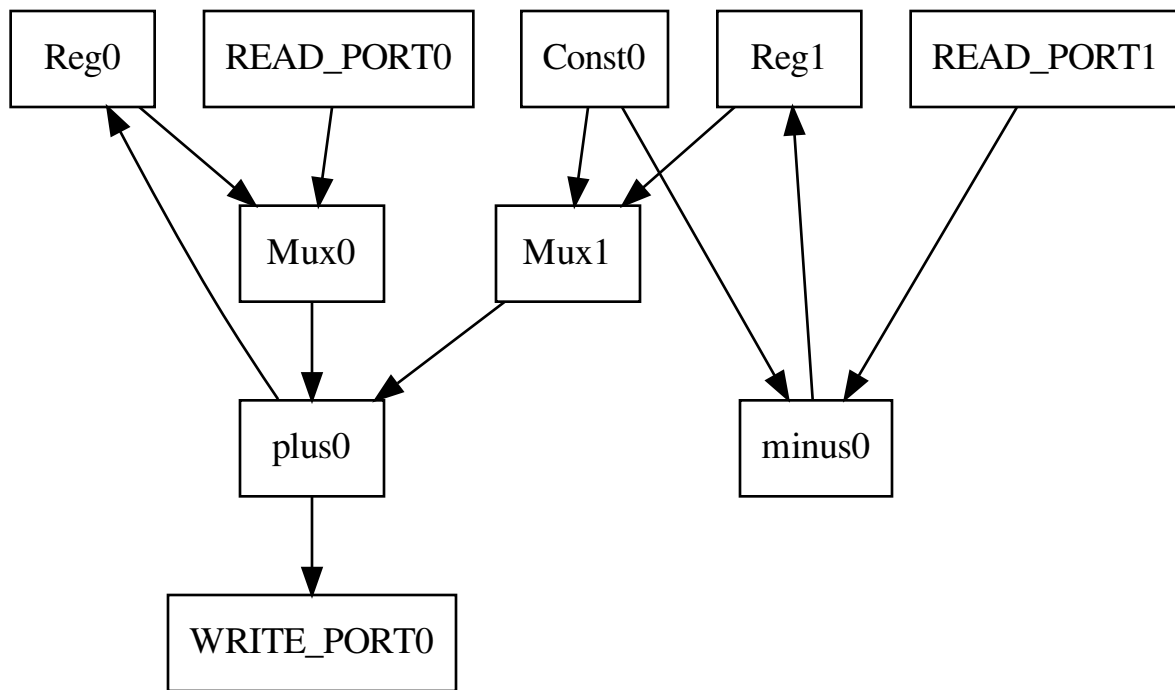 Reg0
READ_PORT0
Const0
Reg1
READ_PORT1
Mux0
Mux1
plus0
minus0
WRITE_PORT0